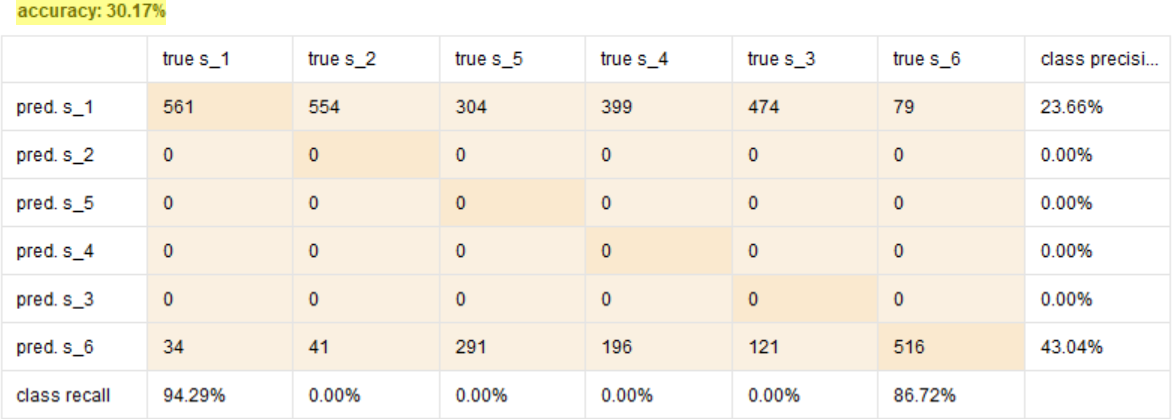 accuracy: 30.17%
true s_1 true s_2 true s_5 true s_4 true s_3 true s_6 class precisi...
pred. s_1 561 554 304 399 474 79 23.66%
pred. s_2 0 0 0 0 0 0 0.00%
pred. s_5 0 0 0 0 0 0 0.00%
pred. s_4 0 0 0 0 0 0 0.00%
pred. s_3 0 0 0 0 0 0 0.00%
pred. s_6 34 41 291 196 121 516 43.04%
class recall 94.29% 0.00% 0.00% 0.00% 0.00% 86.72%